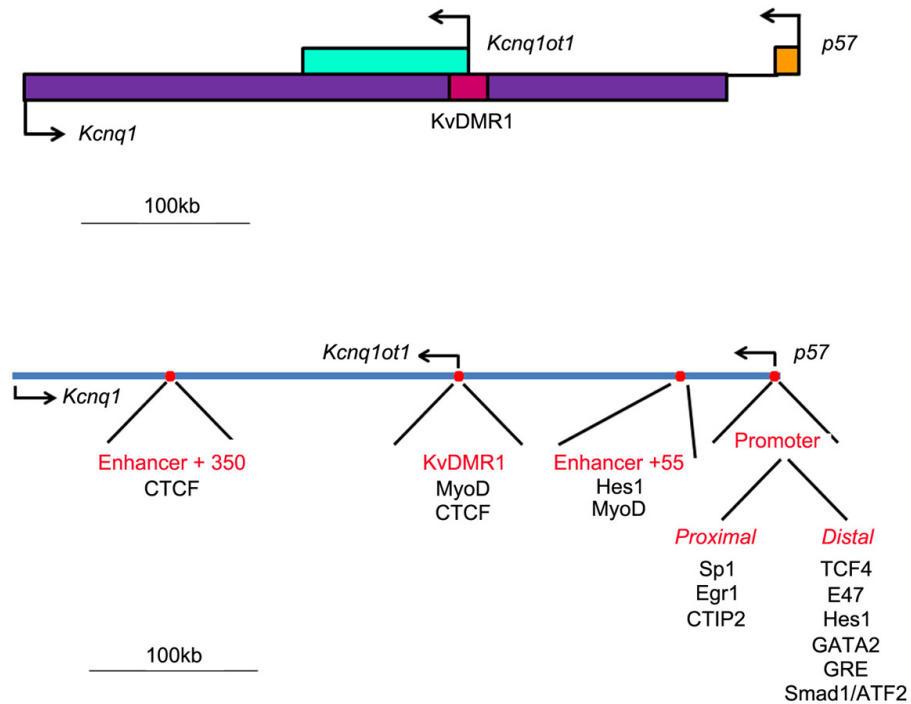 Kcnq1ot1
p57
KvDMR1
Kcnq1
100kb
Kcnq1ot1
p57
Kcnq1
Enhancer + 350
CTCF
KvDMR1
MyoD
CTCF
Enhancer +55
Hes1
MyoD
Promoter
Proximal
Sp1
Egr1
CTIP2
Distal
TCF4
E47
Hes1
GATA2
GRE
Smad1/ATF2
100kb